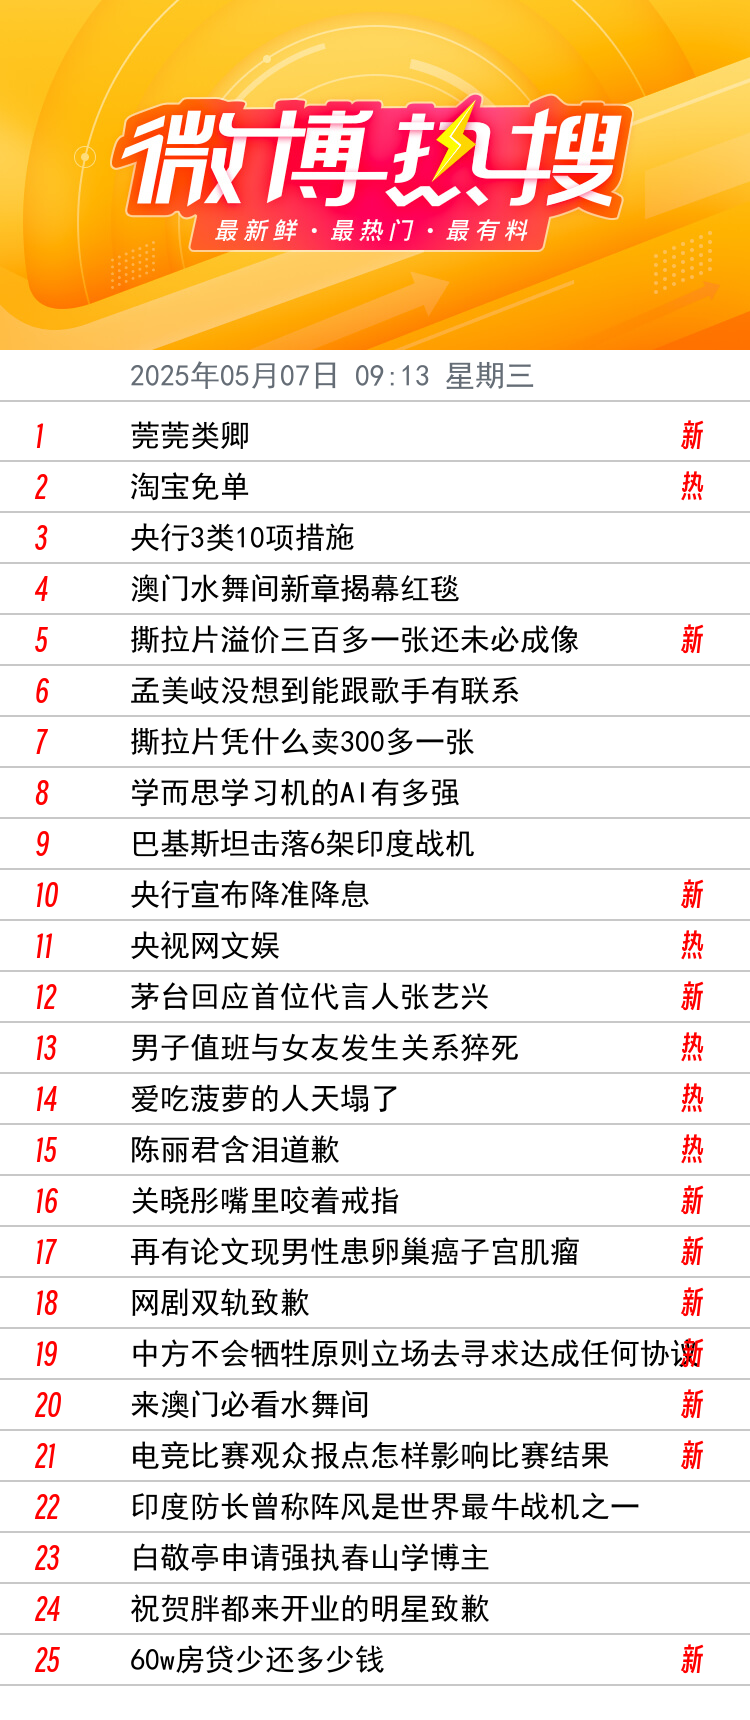 微博热搜
最新鲜·最热门·最有料
2025年05月07日 09:13 星期三
1 莞莞类卿 新
2 淘宝免单 热
3 央行3类10项措施
4 澳门水舞间新章揭幕红毯
5 撕拉片溢价三百多一张还未必成像 新
6 孟美岐没想到能跟歌手有联系
7 撕拉片凭什么卖300多一张
8 学而思学习机的AI有多强
9 巴基斯坦击落6架印度战机
10 央行宣布降准降息 新
11 央视网文娱 热
12 茅台回应首位代言人张艺兴 新
13 男子值班与女友发生关系猝死 热
14 爱吃菠萝的人天塌了 热
15 陈丽君含泪道歉 热
16 关晓彤嘴里咬着戒指 新
17 再有论文现男性患卵巢癌子宫肌瘤 新
18 网剧双轨致歉 新
19 中方不会牺牲原则立场去寻求达成任何协议 新
20 来澳门必看水舞间 新
21 电竞比赛观众报点怎样影响比赛结果 新
22 印度防长曾称阵风是世界最牛战机之一
23 白敬亭申请强执春山学博主
24 祝贺胖都来开业的明星致歉
25 60w房贷少还多少钱 新